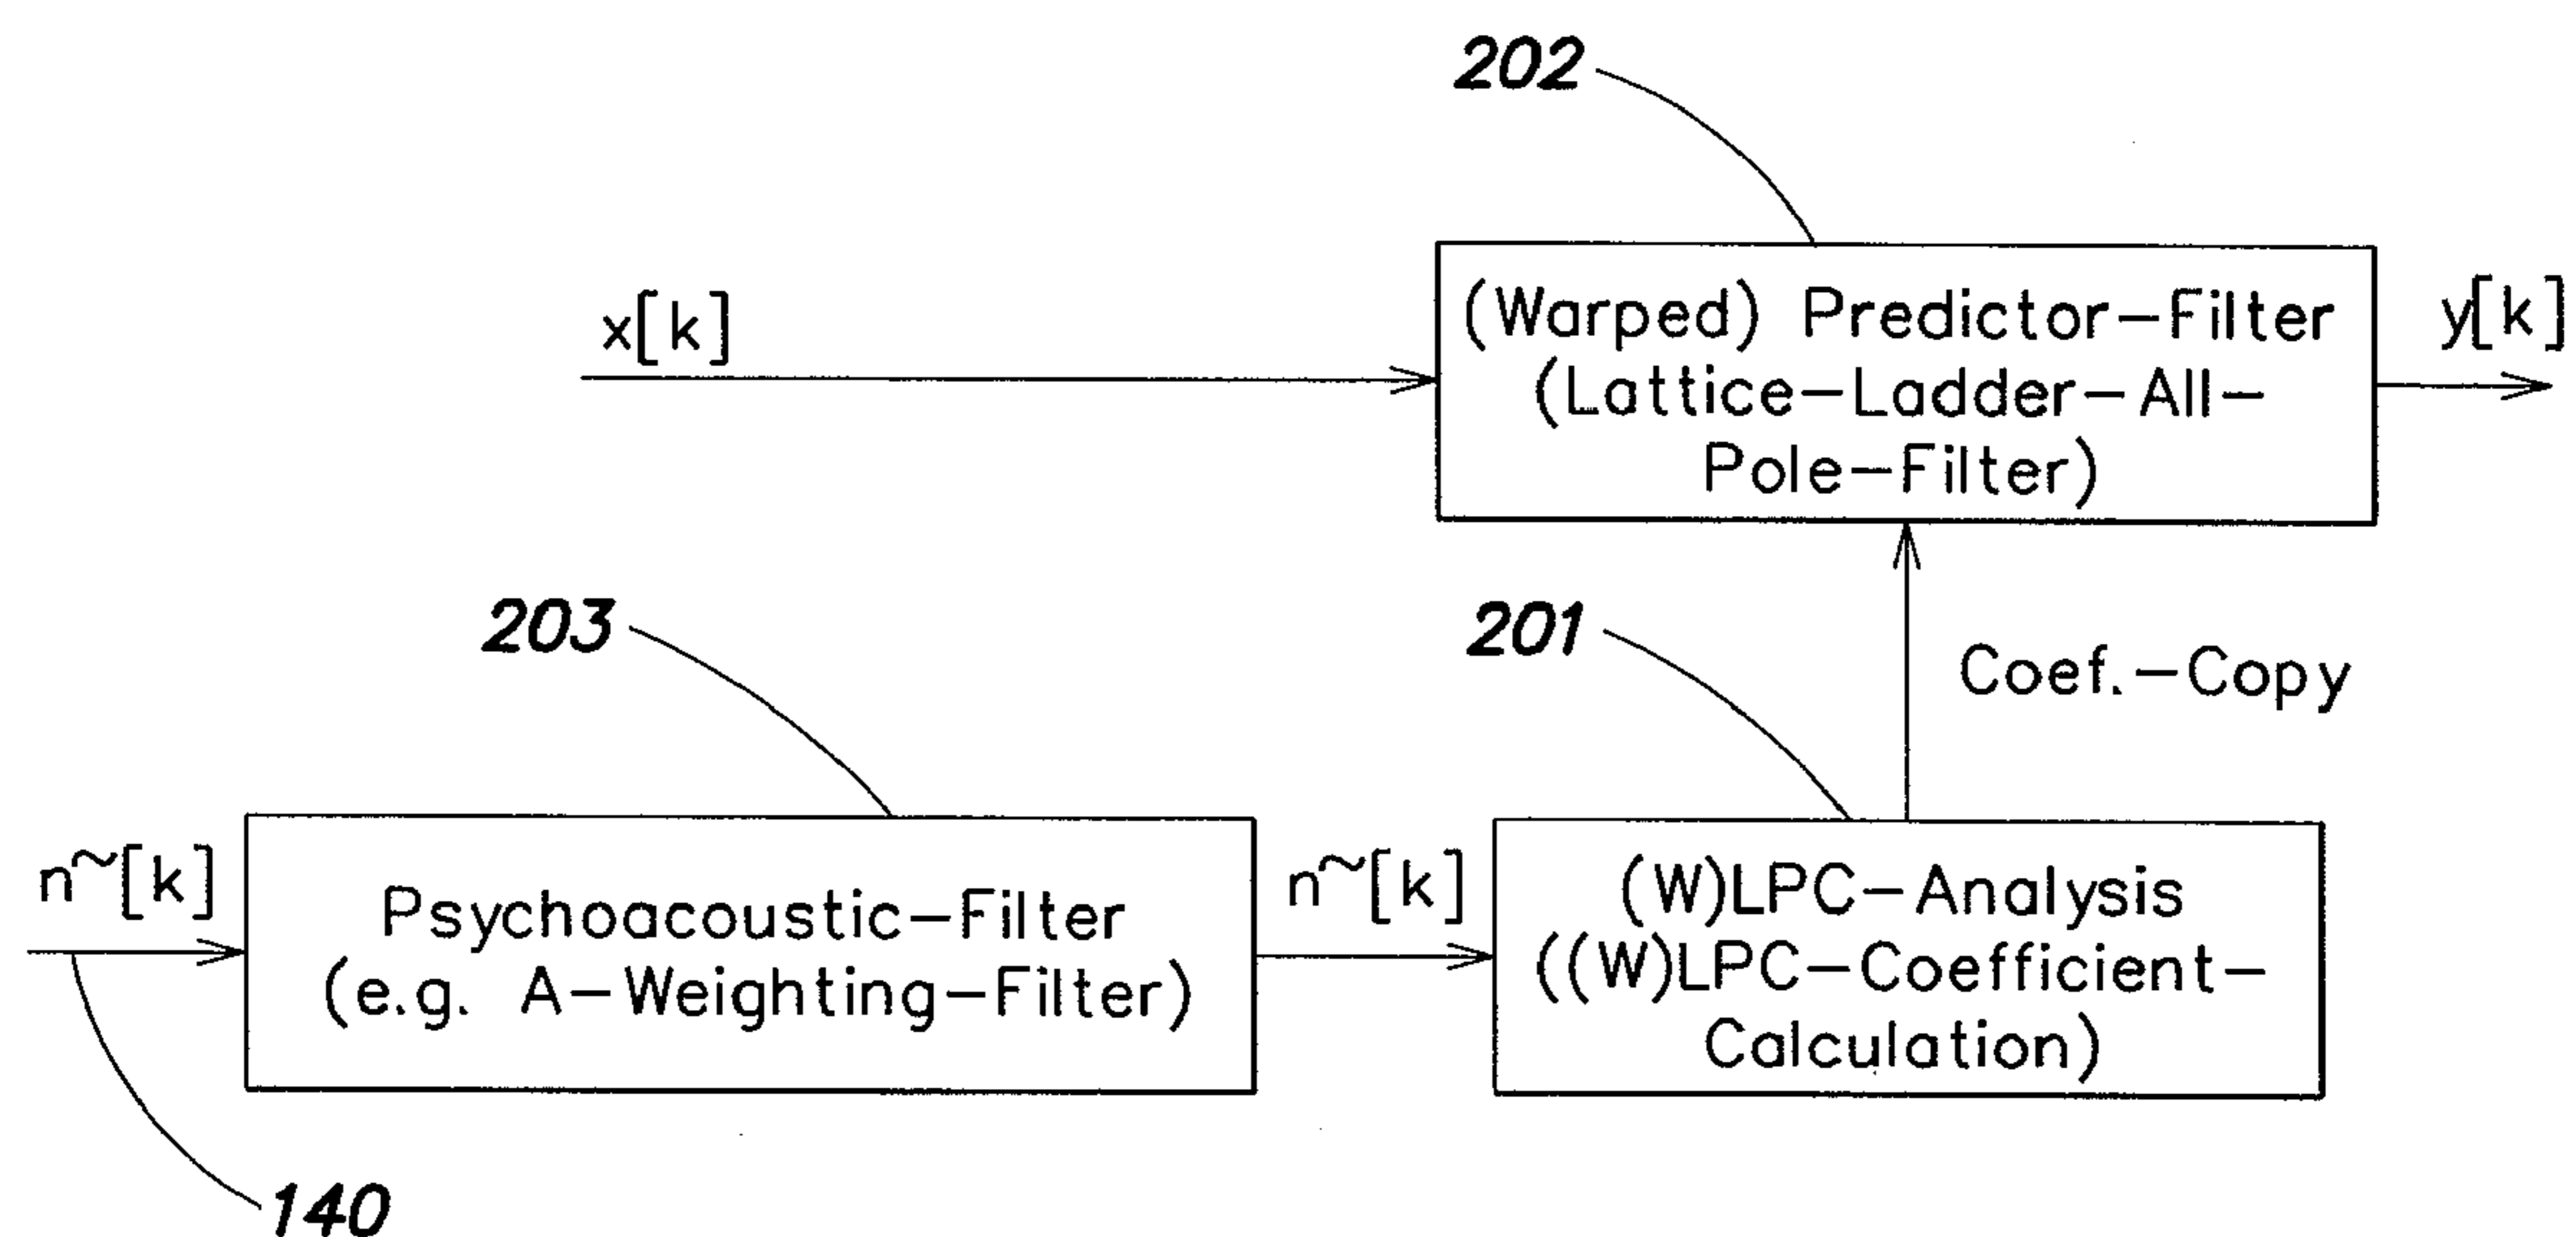 202
x[k]
(Warped) Predictor-Filter
(Lattice-Ladder-All-
Pole-Filter)
y[k]
203
201
Coef.-Copy
n~[k]
Psychoacoustic-Filter
(e.g. A-Weighting-Filter)
n~[k]
(W)LPC-Analysis
((W)LPC-Coefficient-
Calculation)
140